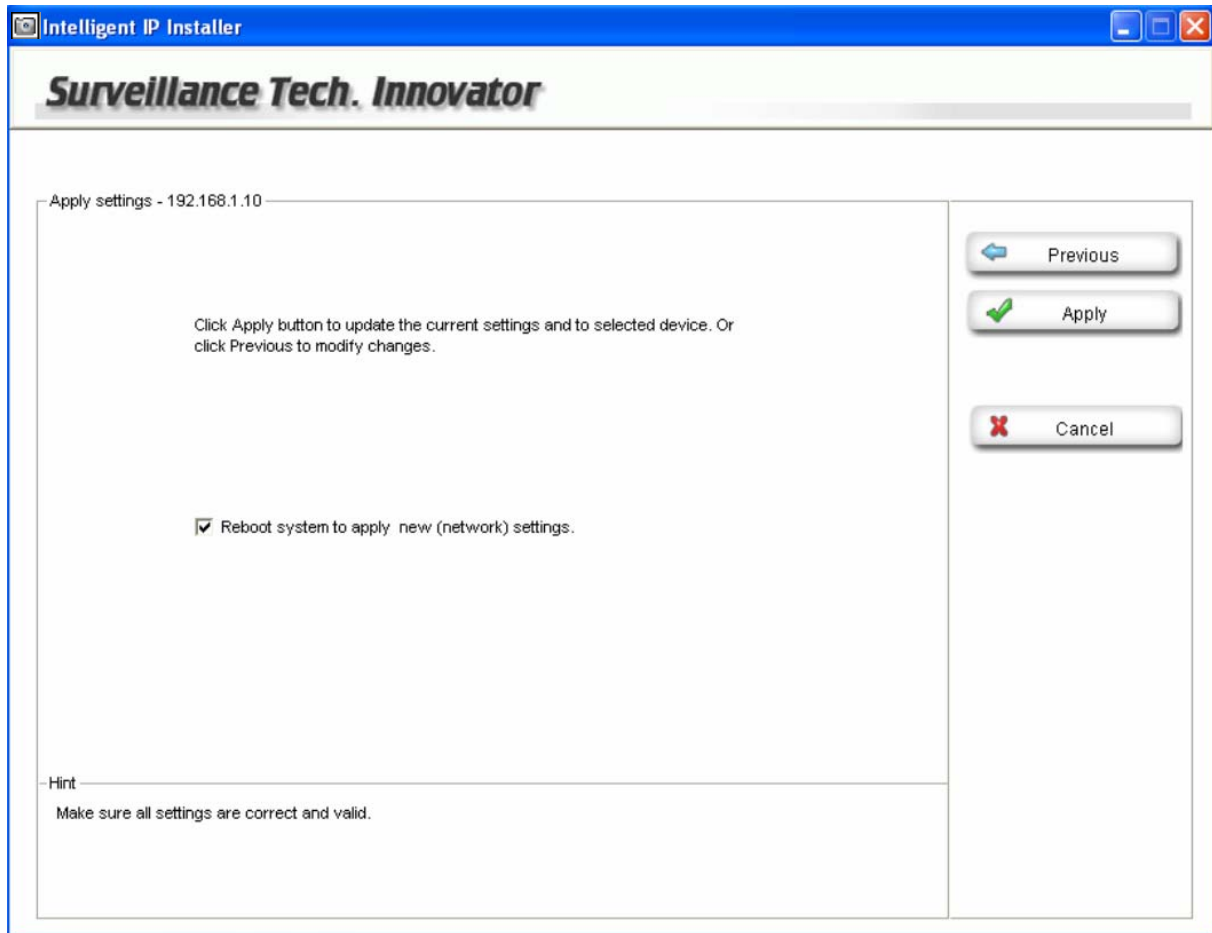 Intelligent IP Installer
Surveillance Tech. Innovator
Apply settings - 192.168.1.10
Previous
Apply
Click Apply button to update the current settings and to selected device. Or
click Previous to modify changes.
Cancel
Reboot system to apply new (network) settings.
Hint
Make sure all settings are correct and valid.